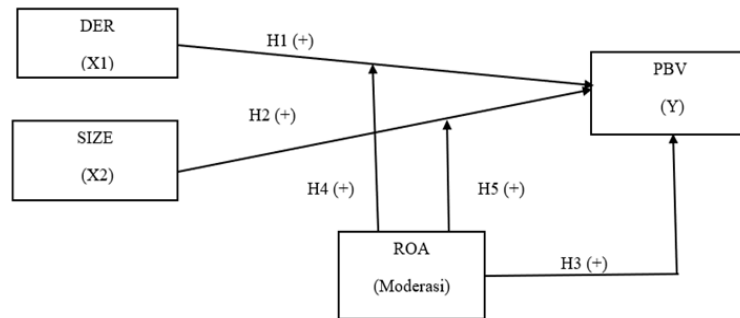 DER
(X1)
H1 (+)
PBV
(Y)
H2 (+)
SIZE
(X2)
H4 (+)
H5 (+)
ROA
(Moderasi)
H3 (+)